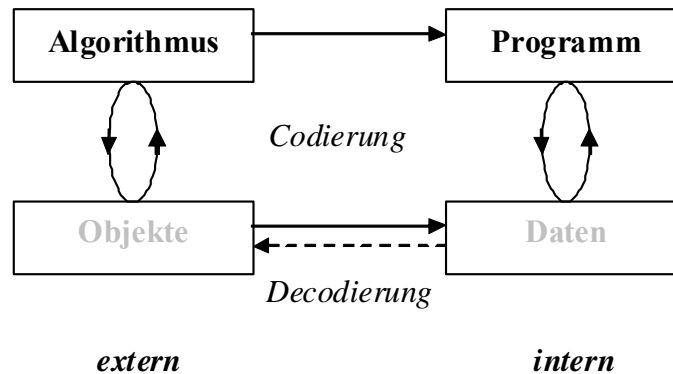 Algorithmus
Programm
Codierung
Objekte
Daten
Decodierung
extern
intern